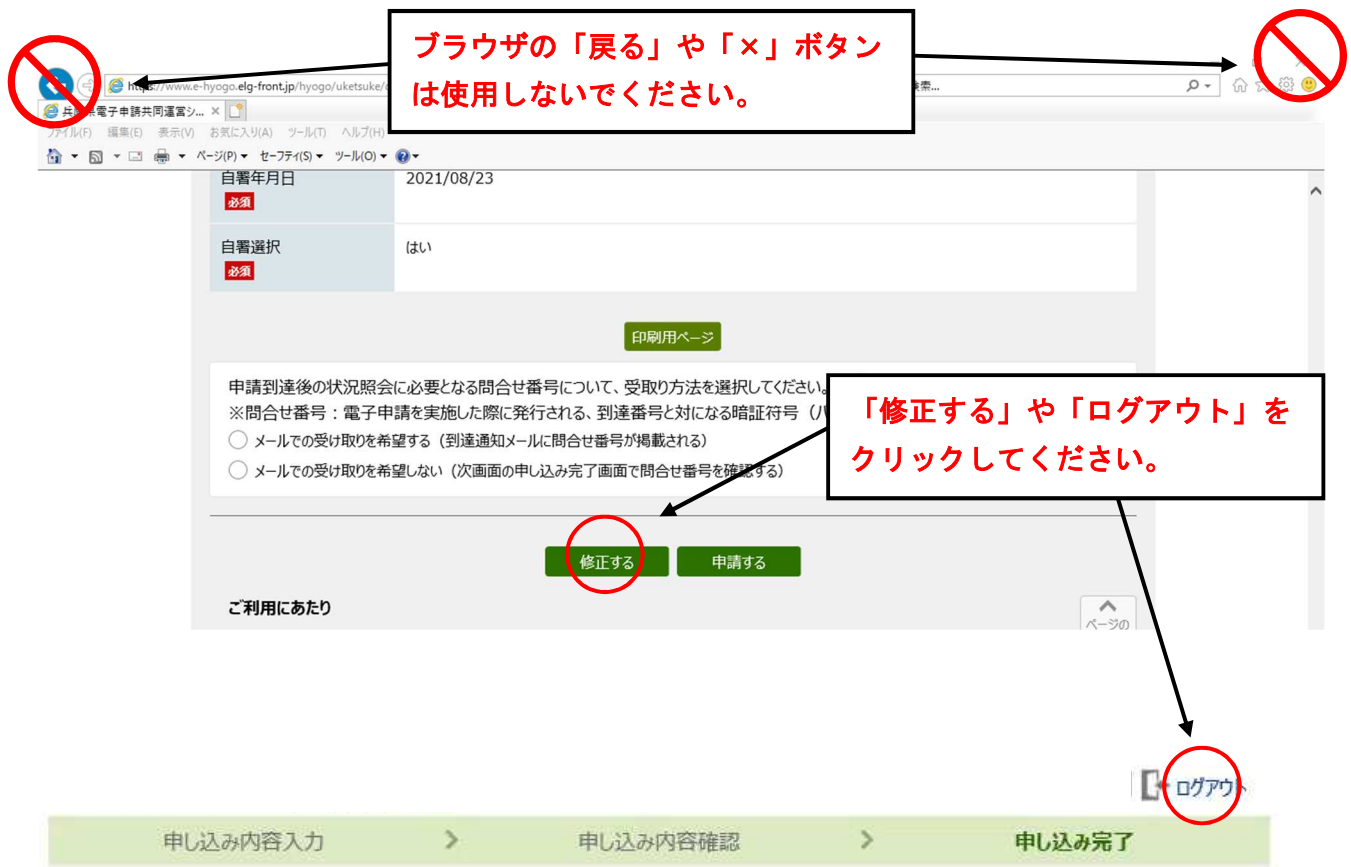 ブラウザの「戻る」や「×」ボタン
は使用しないでください。
https://www.e-hyogo.elg-front.jp/hyogo/uketsuke/
索...
電子申請共同運営シ... ×
ファイル(F) 編集(E) 表示(V) お気に入り(A) ツール(T) ヘルプ(H)
ページ(P) セーフティ(S) ツール(O)
自署年月日
2021/08/23
必須
自署選択
はい
必須
印刷用ページ
申請到達後の状況照会に必要となる問合せ番号について、受取り方法を選択してください。
※問合せ番号：電子申請を実施した際に発行される、到達番号と対になる暗証符号（パ
メールでの受け取りを希望する（到達通知メールに問合せ番号が掲載される）
メールでの受け取りを希望しない（次画面の申し込み完了画面で問合せ番号を確認する）
「修正する」や「ログアウト」を
クリックしてください。
修正する
申請する
ご利用にあたり
ページの
ログアウト
申し込み内容入力 > 申し込み内容確認 > 申し込み完了